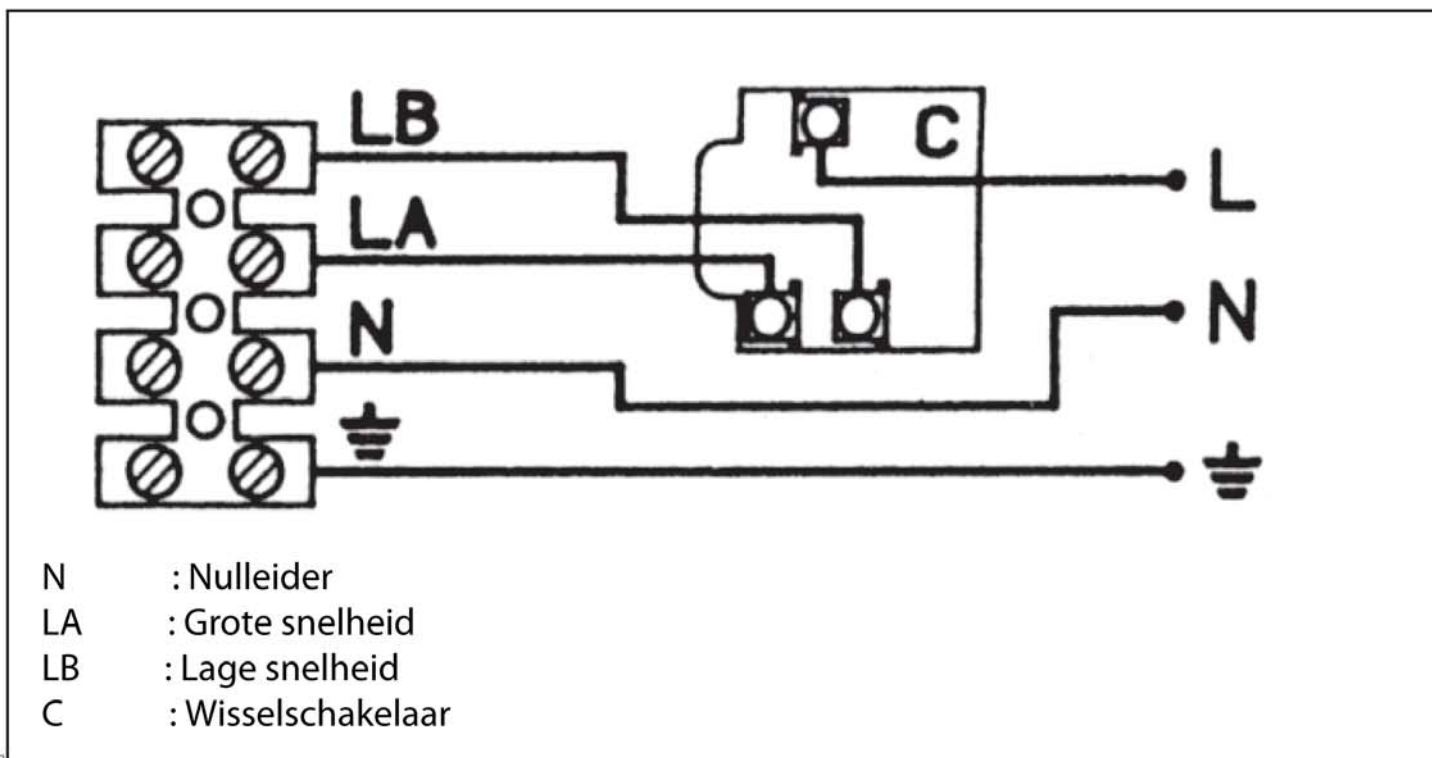 LB
C
L
LA
N
N
N : Nulleider
LA : Grote snelheid
LB : Lage snelheid
C : Wisselschakelaar